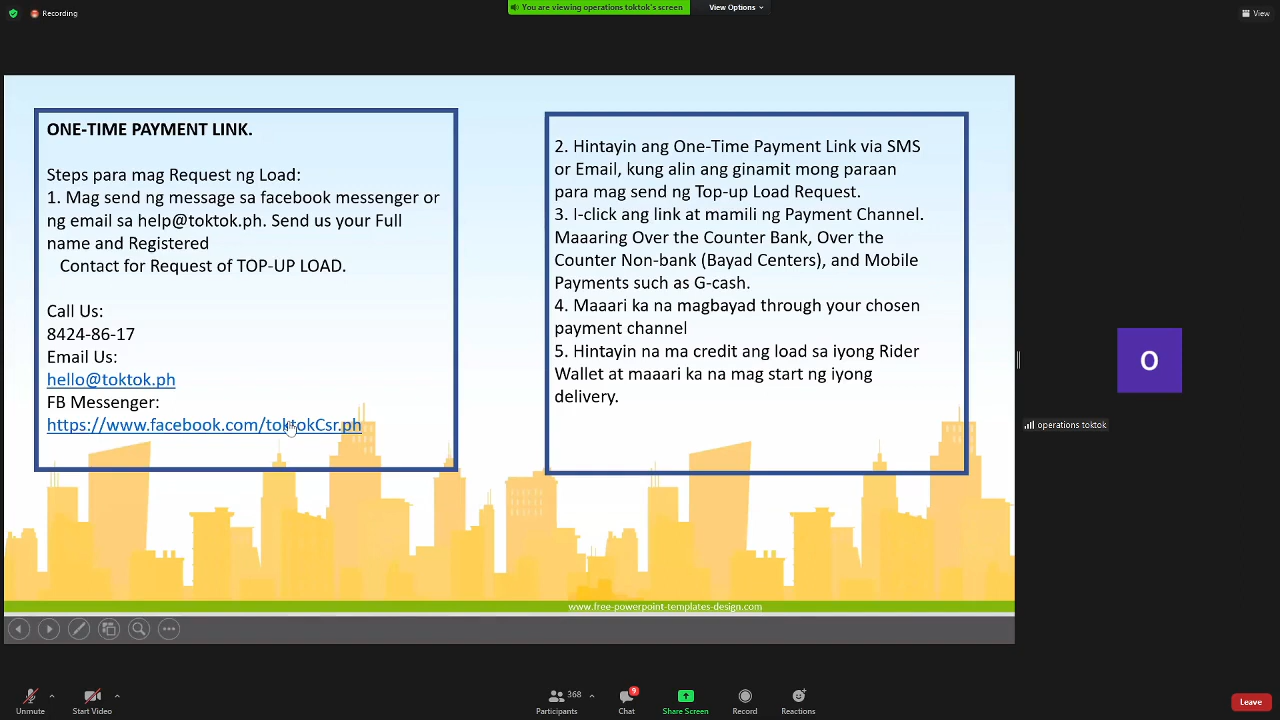 Recording
You are viewing operations toktok's screen
View Options
View
ONE-TIME PAYMENT LINK.
Steps para mag Request ng Load:
1. Mag send ng message sa facebook messenger or
ng email sa help@toktok.ph. Send us your Full
name and Registered
Contact for Request of TOP-UP LOAD.
Call Us:
8424-86-17
Email Us:
hello@toktok.ph
FB Messenger:
https://www.facebook.com/toktokCsr.ph
2. Hintayin ang One-Time Payment Link via SMS
or Email, kung alin ang ginamit mong paraan
para mag send ng Top-up Load Request.
3. I-click ang link at mamili ng Payment Channel.
Maaaring Over the Counter Bank, Over the
Counter Non-bank (Bayad Centers), and Mobile
Payments such as G-cash.
4. Maaari ka na magbayad through your chosen
payment channel
5. Hintayin na ma credit ang load sa iyong Rider
Wallet at maaari ka na mag start ng iyong
delivery.
www.free-powerpoint-templates-design.com
O
operations toktok
Unmute
Start Video
368
Participants
9
Chat
Share Screen
Record
Reactions
Leave